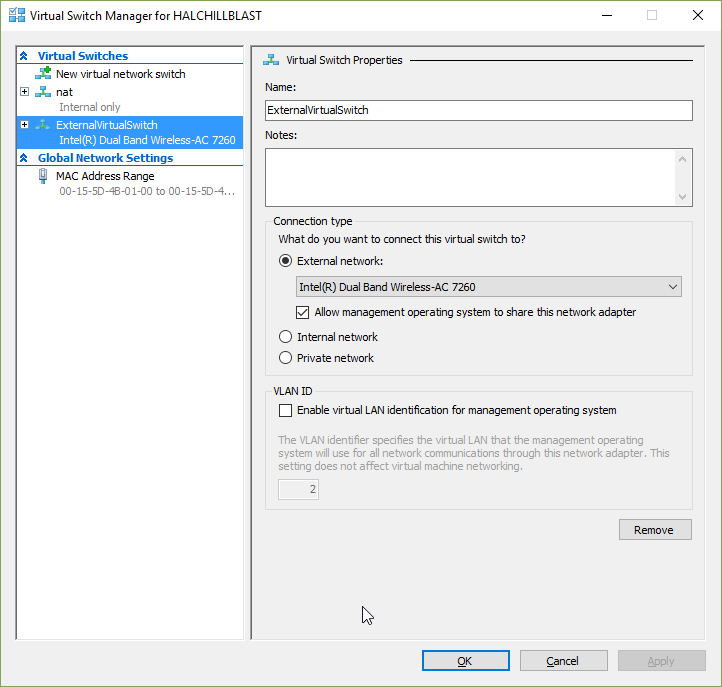 Virtual Switch Manager for HALCHILLBLAST
Virtual Switches
New virtual network switch
nat
Internal only
ExternalVirtualSwitch
Intel(R) Dual Band Wireless-AC 7260
Global Network Settings
MAC Address Range
00-15-5D-4B-01-00 to 00-15-5D-4...
Virtual Switch Properties
Name:
ExternalVirtualSwitch
Notes:
Connection type
What do you want to connect this virtual switch to?
External network:
Intel(R) Dual Band Wireless-AC 7260
Allow management operating system to share this network adapter
Internal network
Private network
VLAN ID
Enable virtual LAN identification for management operating system
The VLAN identifier specifies the virtual LAN that the management operating
system will use for all network communications through this network adapter. This
setting does not affect virtual machine networking.
2
Remove
OK
Cancel
Apply